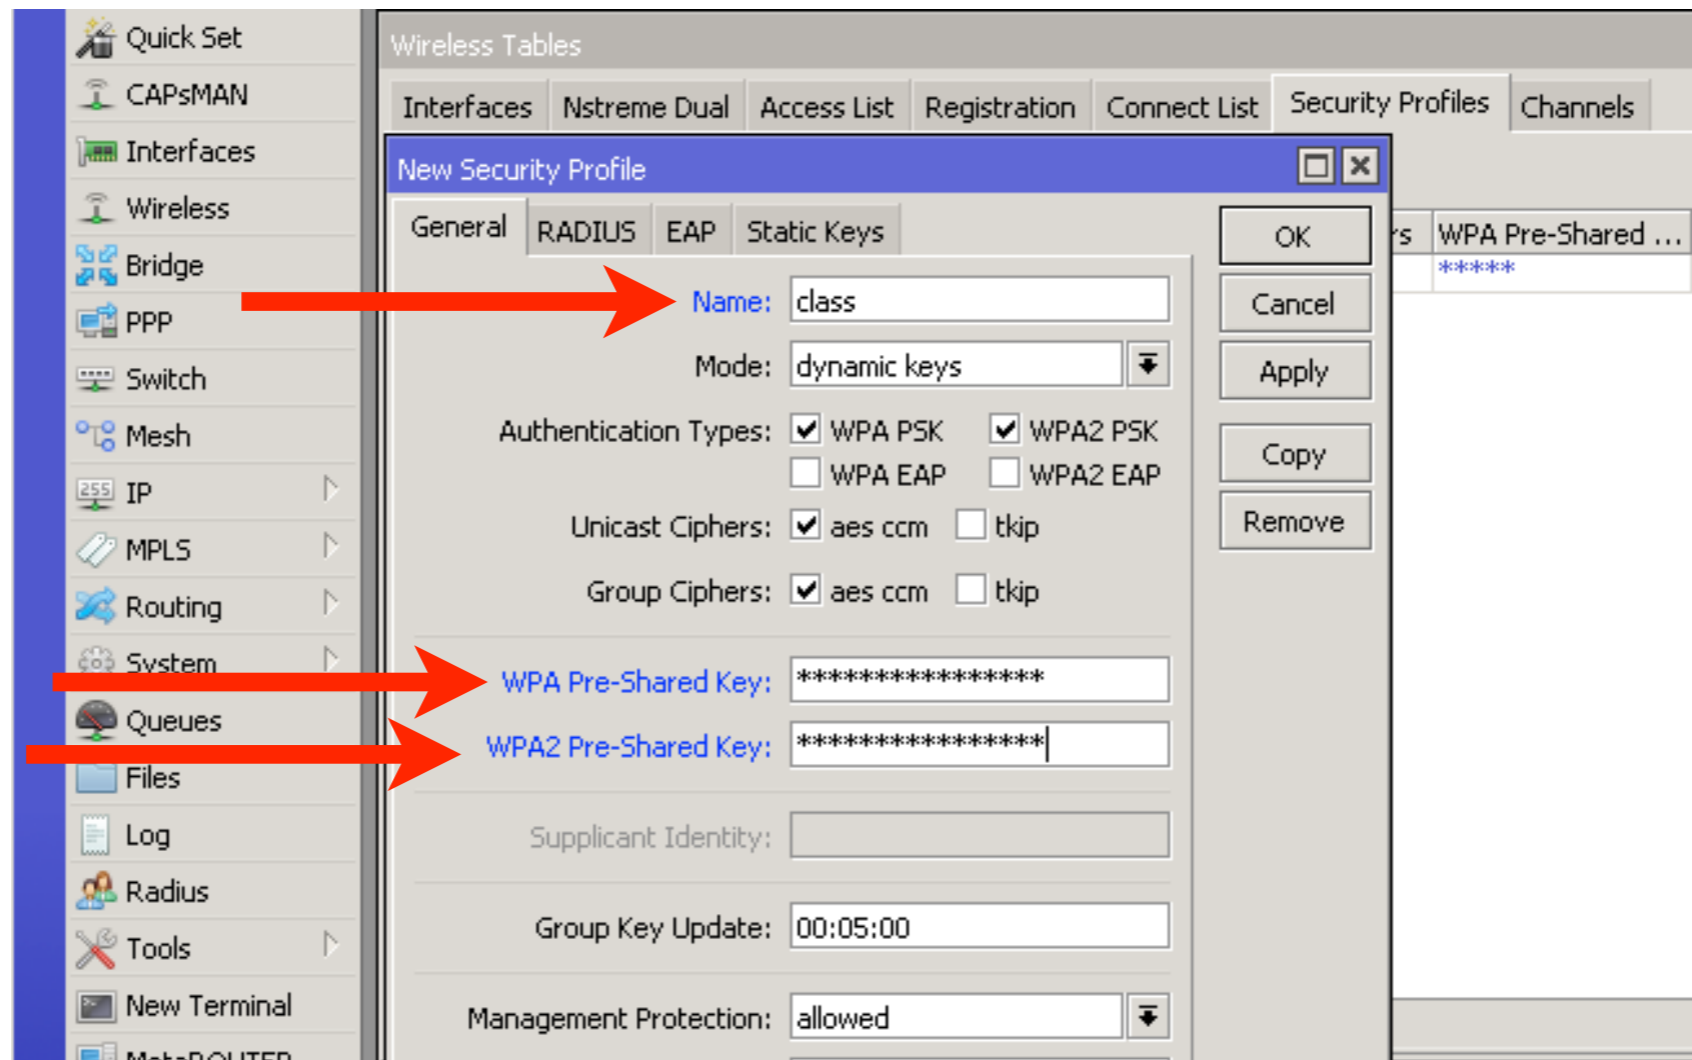 Quick Set
CAPsMAN
Interfaces
Wireless
Bridge
PPP
Switch
Mesh
255 IP
MPLS
Routing
System
Queues
Files
Log
Radius
Tools
New Terminal
MetaROUTER
Wireless Tables
Interfaces Nstreme Dual Access List Registration Connect List Security Profiles Channels
WPA Pre-Shared ...
*****
New Security Profile
General RADIUS EAP Static Keys
Name: class
Mode: dynamic keys
Authentication Types: WPA PSK WPA2 PSK
WPA EAP WPA2 EAP
Unicast Ciphers: aes ccm tkip
Group Ciphers: aes ccm tkip
WPA Pre-Shared Key: ****************
WPA2 Pre-Shared Key: ****************
Supplicant Identity:
Group Key Update: 00:05:00
Management Protection: allowed
OK
Cancel
Apply
Copy
Remove